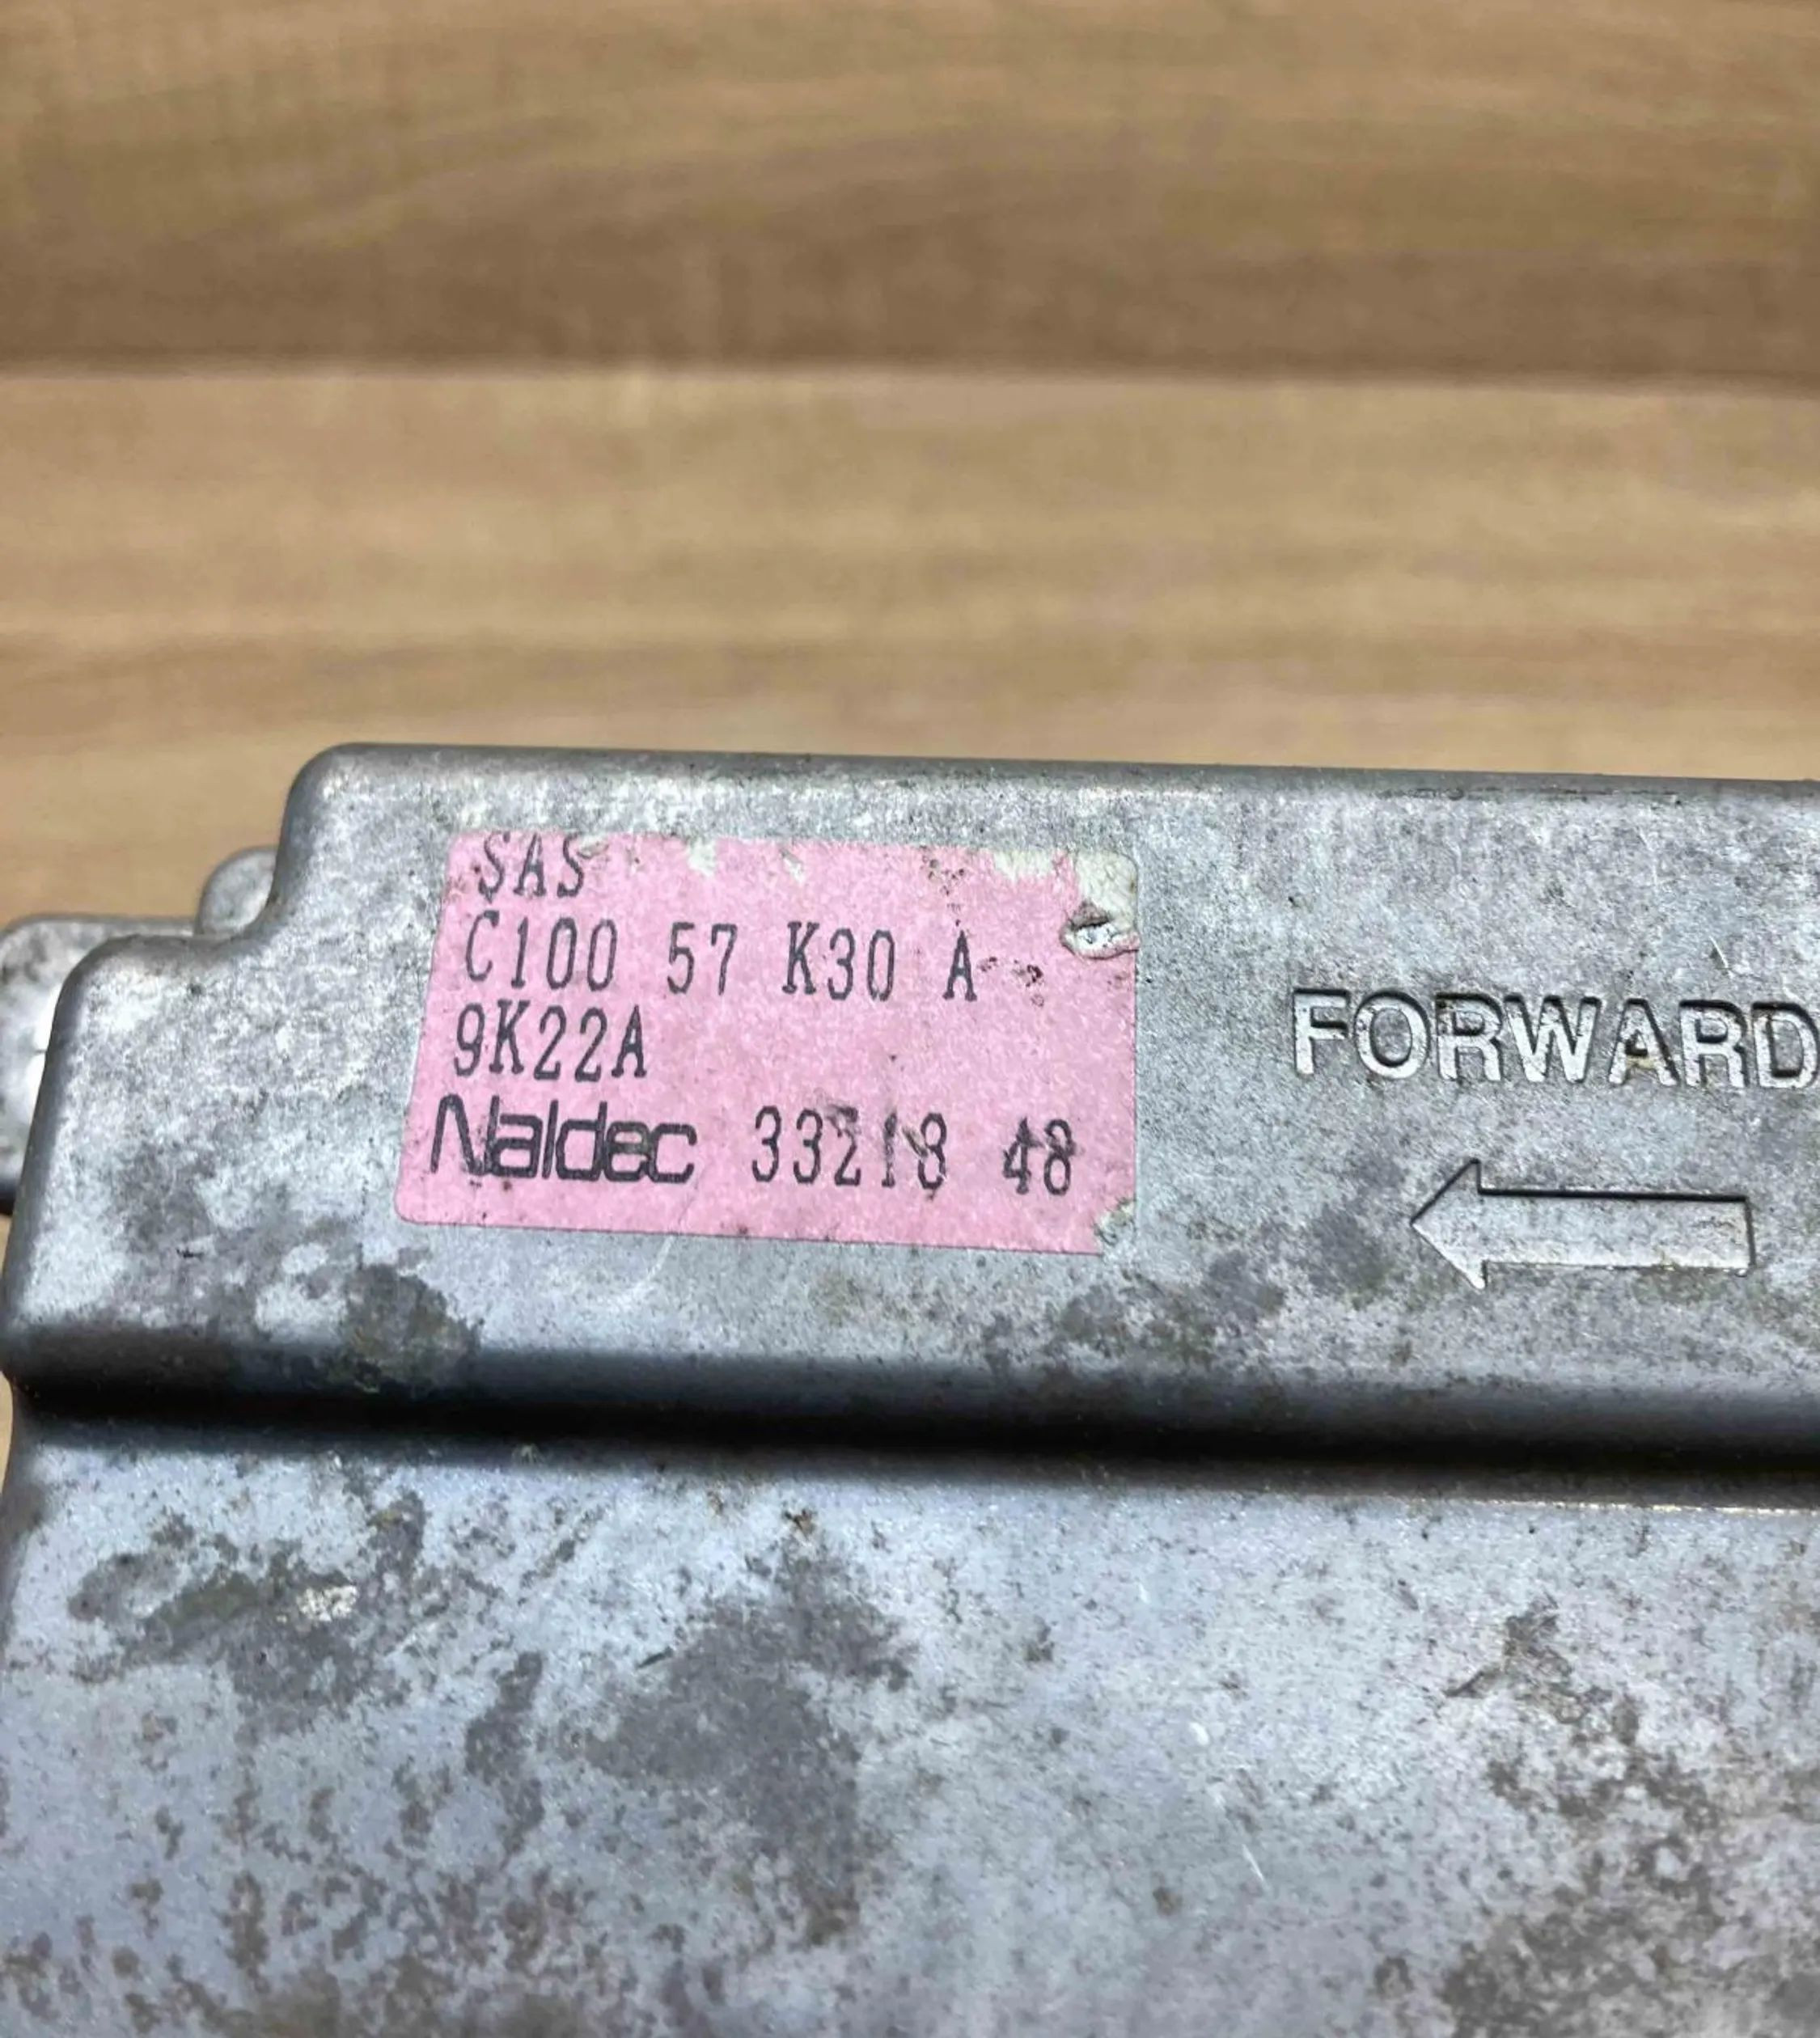 SAS
C100 57 K30 A
9K22A
Naldec 33218 48
FORWARD